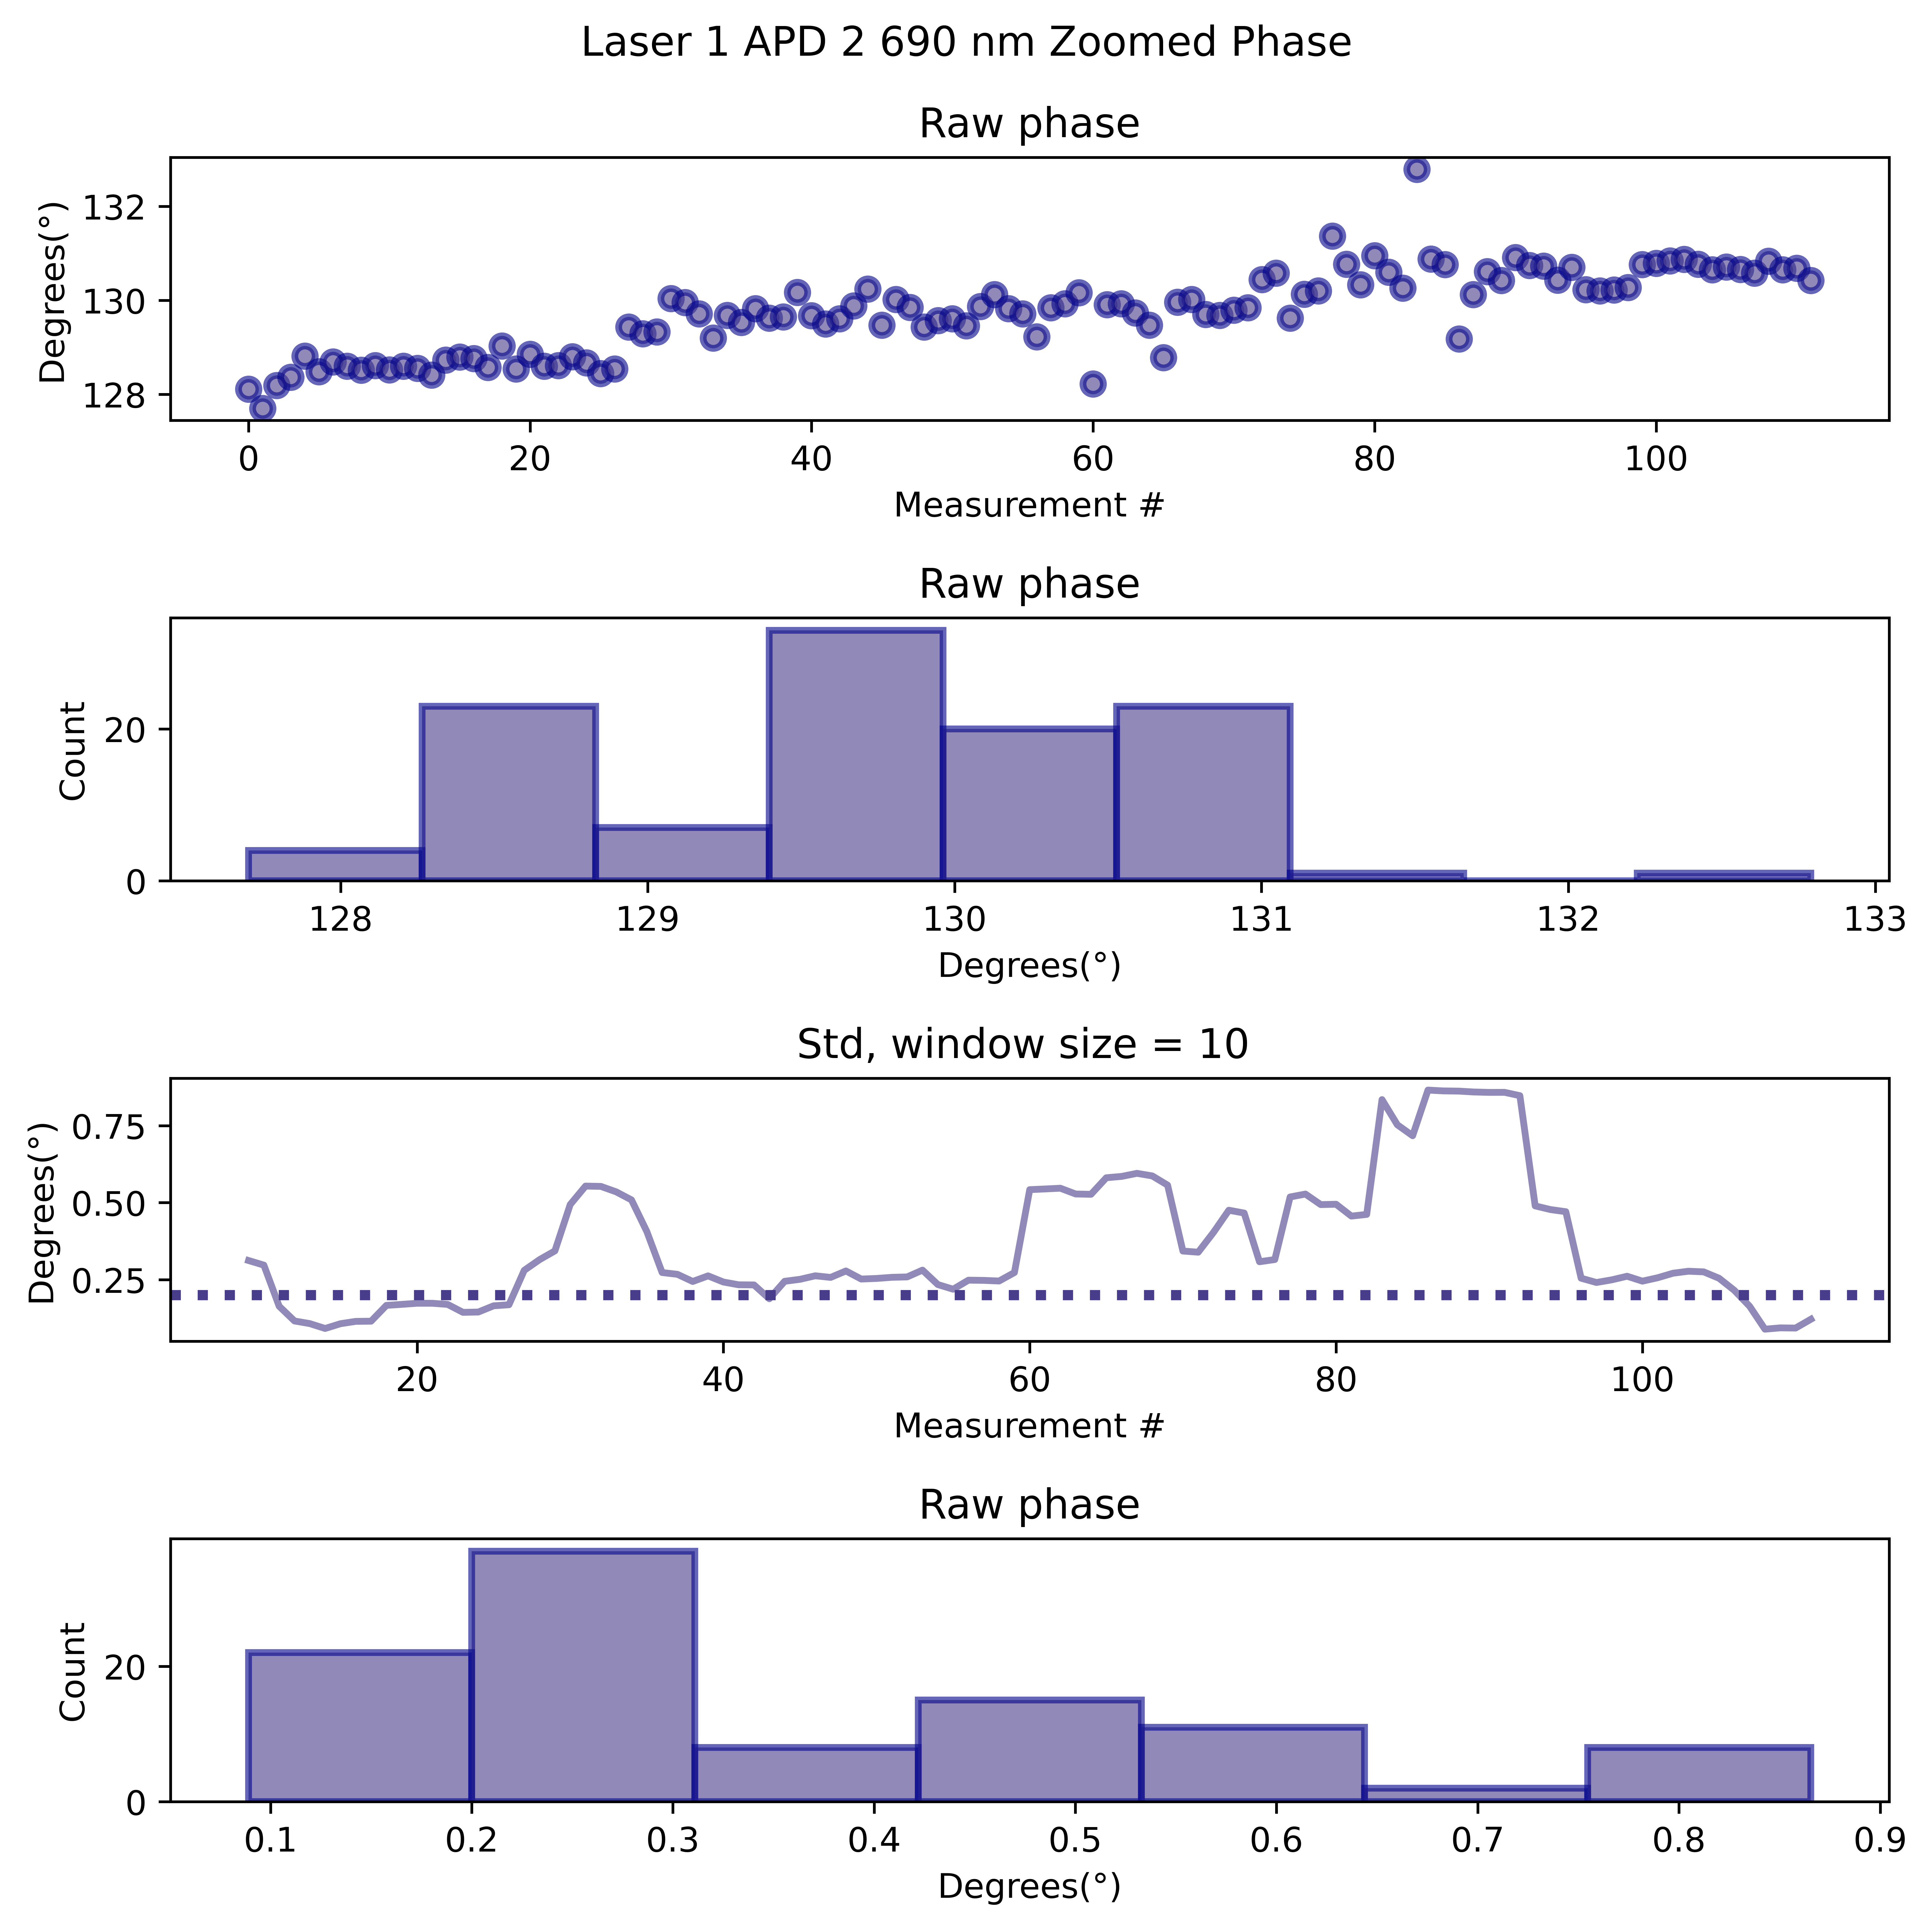 Laser 1 APD 2 690 nm Zoomed Phase
Raw phase
Degrees(°)
132
130
128
0 20 40 60 80 100
Measurement #
Raw phase
Count
20
0
128 129 130 131 132 133
Degrees(°)
Std, window size = 10
Degrees(°)
0.75
0.50
0.25
20 40 60 80 100
Measurement #
Raw phase
Count
20
0
0.1 0.2 0.3 0.4 0.5 0.6 0.7 0.8 0.9
Degrees(°)